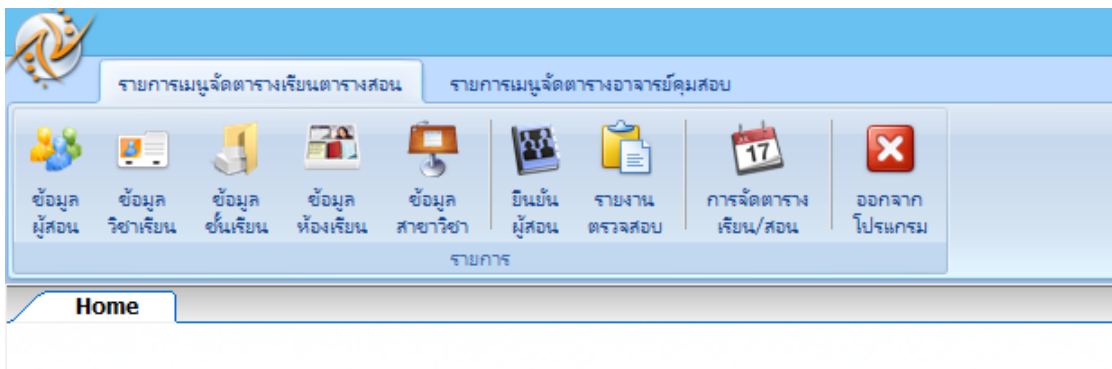 รายการเมนูจัดตารางเรียนตารางสอน รายการเมนูจัดตารางอาจารย์คุมสอบ
17
ข้อมูล ข้อมูล ข้อมูล ข้อมูล ข้อมูล ยืนยัน รายงาน การจัดตาราง ออกจาก
ผู้สอน วิชาเรียน ชั้นเรียน ห้องเรียน สาขาวิชา ผู้สอน ตรวจสอบ เรียน/สอน โปรแกรม
รายการ
Home